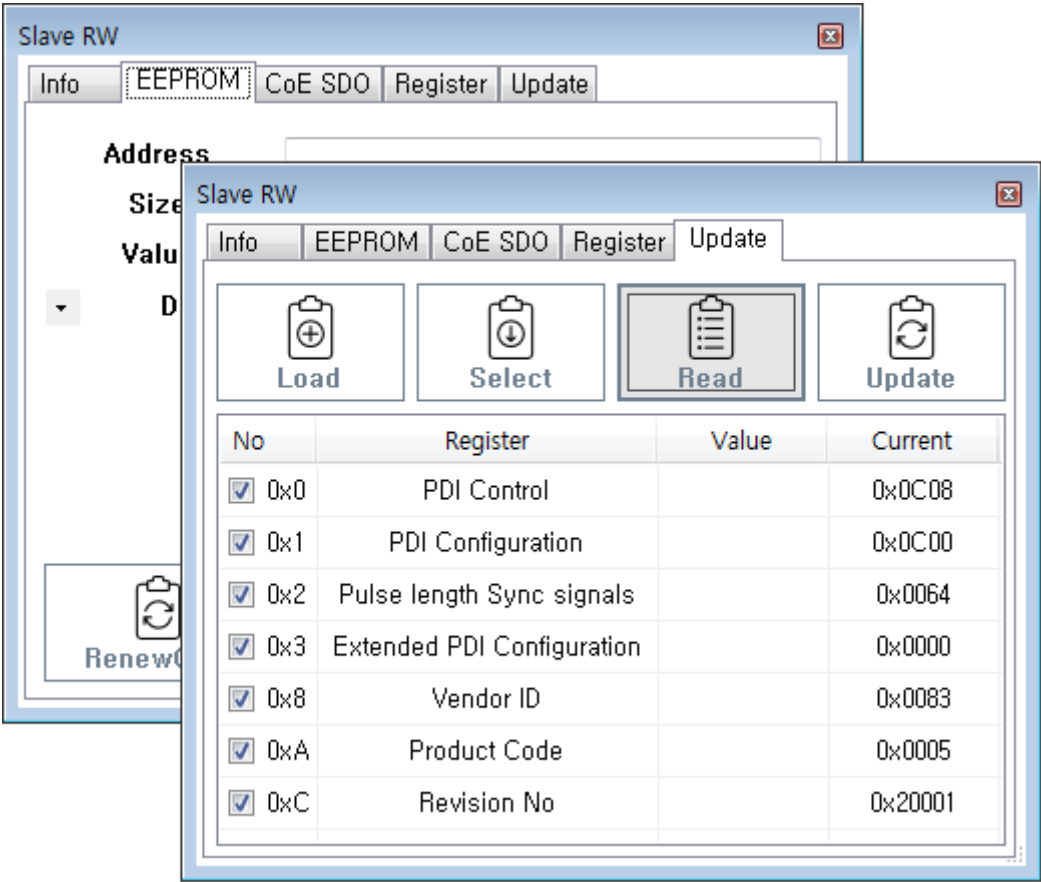 Slave RW
Info EEPROM CoE SDO Register Update
Address
Size
Valu
D
Slave RW
Info EEPROM CoE SDO Register Update
Load Select Read Update
No Register Value Current
0x0 PDI Control 0x0C08
0x1 PDI Configuration 0x0C00
0x2 Pulse length Sync signals 0x0064
0x3 Extended PDI Configuration 0x0000
0x8 Vendor ID 0x0083
0xA Product Code 0x0005
0xC Revision No 0x20001